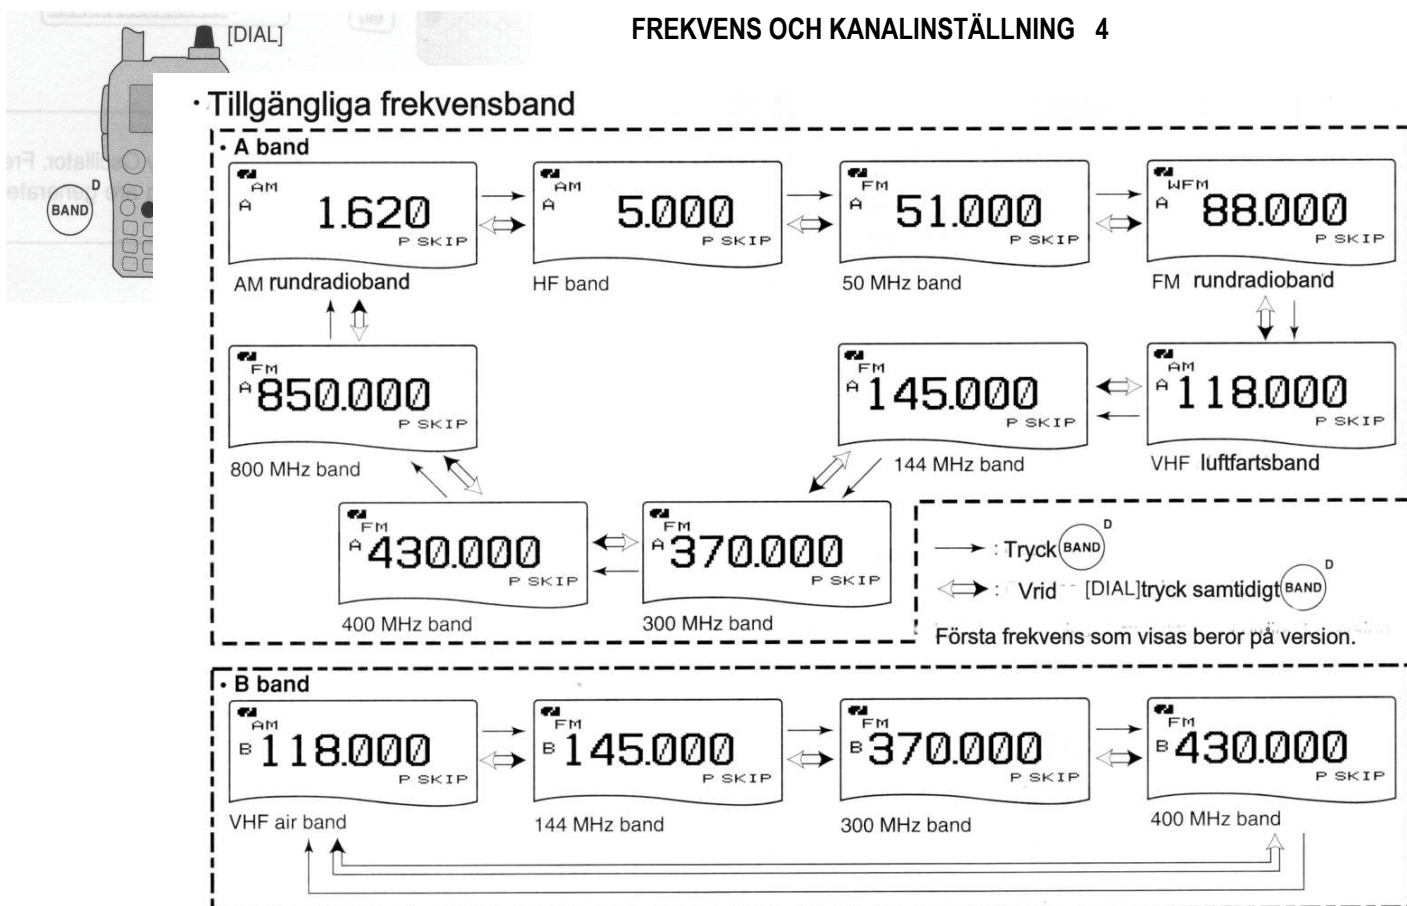 FREKVENS OCH KANALINSTÄLLNING 4
[DIAL]
D
BAND
· Tillgängliga frekvensband
· A band
AM
A 1.620
P SKIP
AM rundradioband
AM
A 5.000
P SKIP
HF band
FM
A 51.000
P SKIP
50 MHz band
WFM
A 88.000
P SKIP
FM rundradioband
FM
A 850.000
P SKIP
800 MHz band
FM
A 145.000
P SKIP
144 MHz band
AM
A 118.000
P SKIP
VHF luftfartsband
FM
A 430.000
P SKIP
400 MHz band
FM
A 370.000
P SKIP
300 MHz band
: Tryck BAND D
: Vrid [DIAL]tryck samtidigt BAND D
Första frekvens som visas beror på version.
· B band
AM
B 118.000
P SKIP
VHF air band
FM
B 145.000
P SKIP
144 MHz band
FM
B 370.000
P SKIP
300 MHz band
FM
B 430.000
P SKIP
400 MHz band